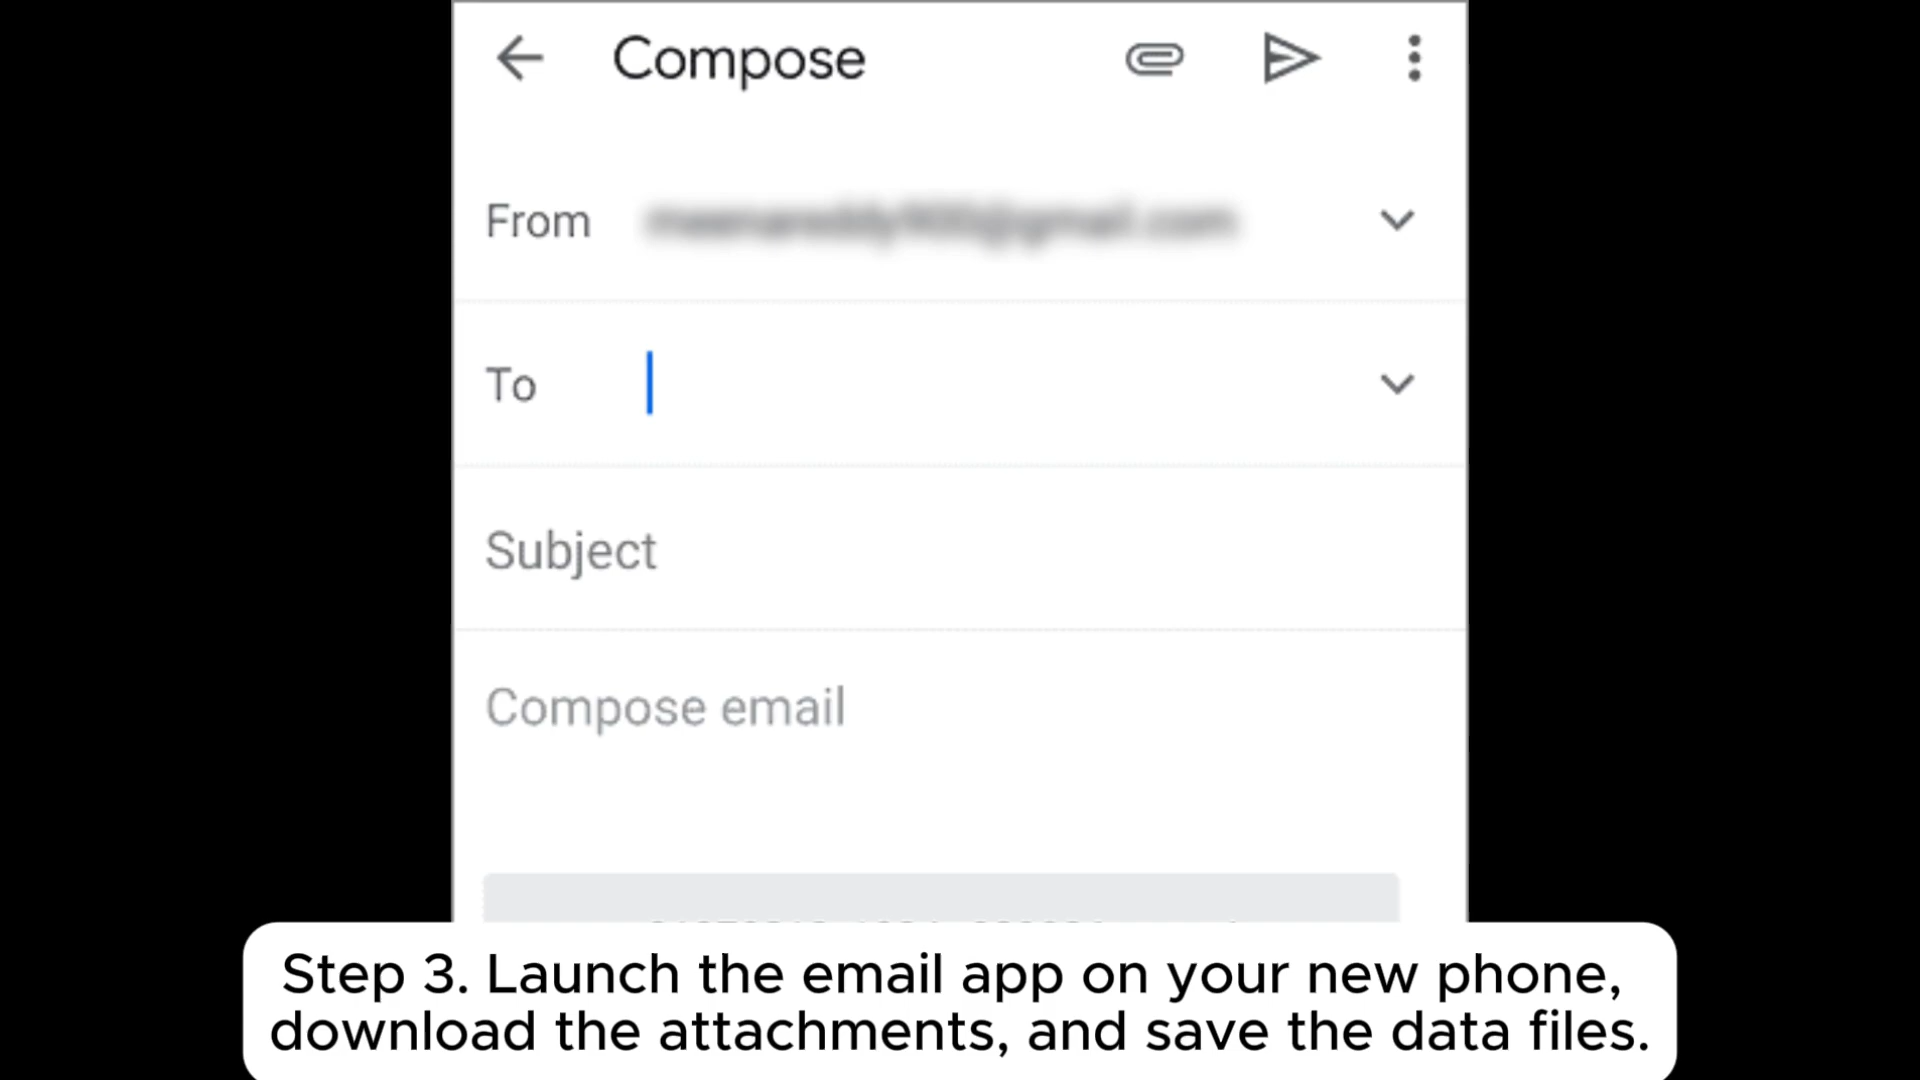 Compose
From
To
Subject
Compose email
Step 3. Launch the email app on your new phone,
download the attachments, and save the data files.